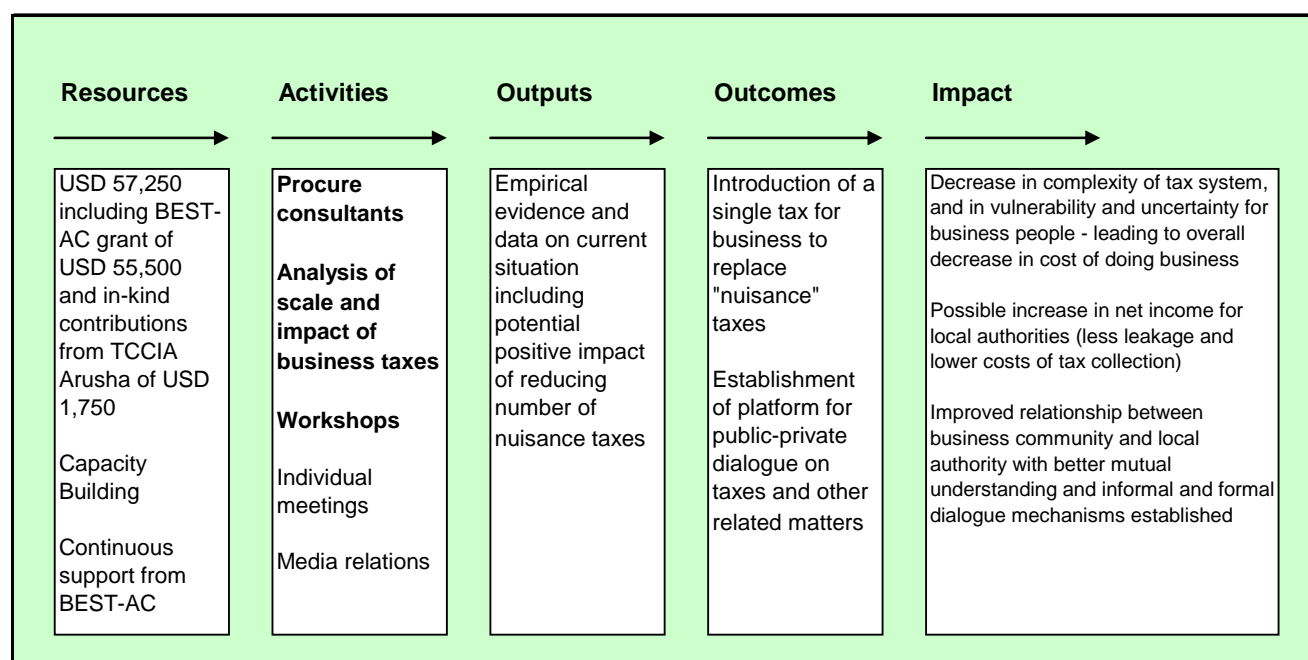 Resources
Activities
Outputs
Outcomes
Impact
USD 57,250
including BEST-
AC grant of
USD 55,500
and in-kind
contributions
from TCCIA
Arusha of USD
1,750
Capacity
Building
Continuous
support from
BEST-AC
Procure
consultants
Analysis of
scale and
impact of
business taxes
Workshops
Individual
meetings
Media relations
Empirical
evidence and
data on current
situation
including
potential
positive impact
of reducing
number of
nuisance taxes
Introduction of a
single tax for
business to
replace
"nuisance"
taxes
Establishment
of platform for
public-private
dialogue on
taxes and other
related matters
Decrease in complexity of tax system,
and in vulnerability and uncertainty for
business people - leading to overall
decrease in cost of doing business
Possible increase in net income for
local authorities (less leakage and
lower costs of tax collection)
Improved relationship between
business community and local
authority with better mutual
understanding and informal and formal
dialogue mechanisms established